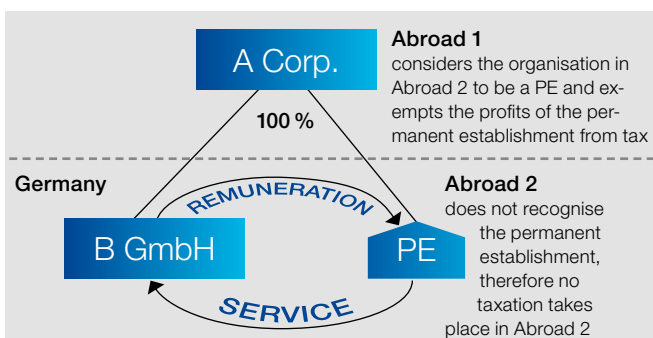 A Corp.
Abroad 1
considers the organisation in
Abroad 2 to be a PE and ex-
empts the profits of the per-
manent establishment from tax
100 %
Germany
REMUNERATION
B GmbH
PE
SERVICE
Abroad 2
does not recognise
the permanent
establishment,
therefore no
taxation takes
place in Abroad 2